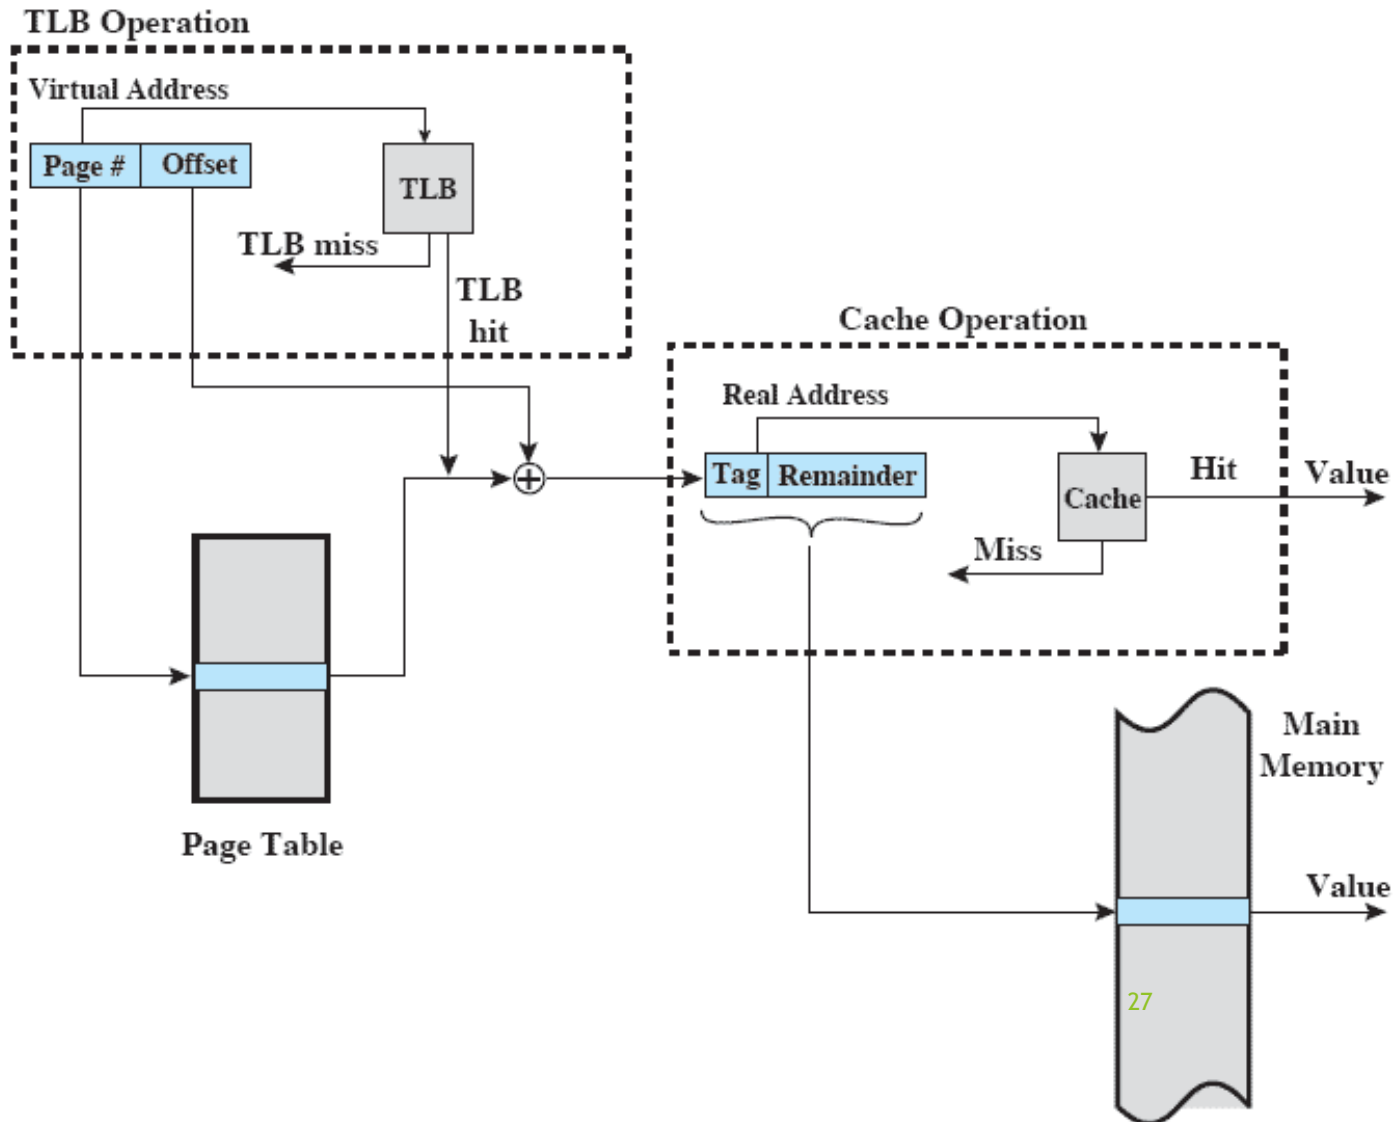 TLB Operation
Virtual Address
Page # Offset
TLB
TLB miss
TLB
hit
Cache Operation
Real Address
Tag Remainder
Cache
Hit
Value
Miss
Page Table
Main
Memory
Value
27